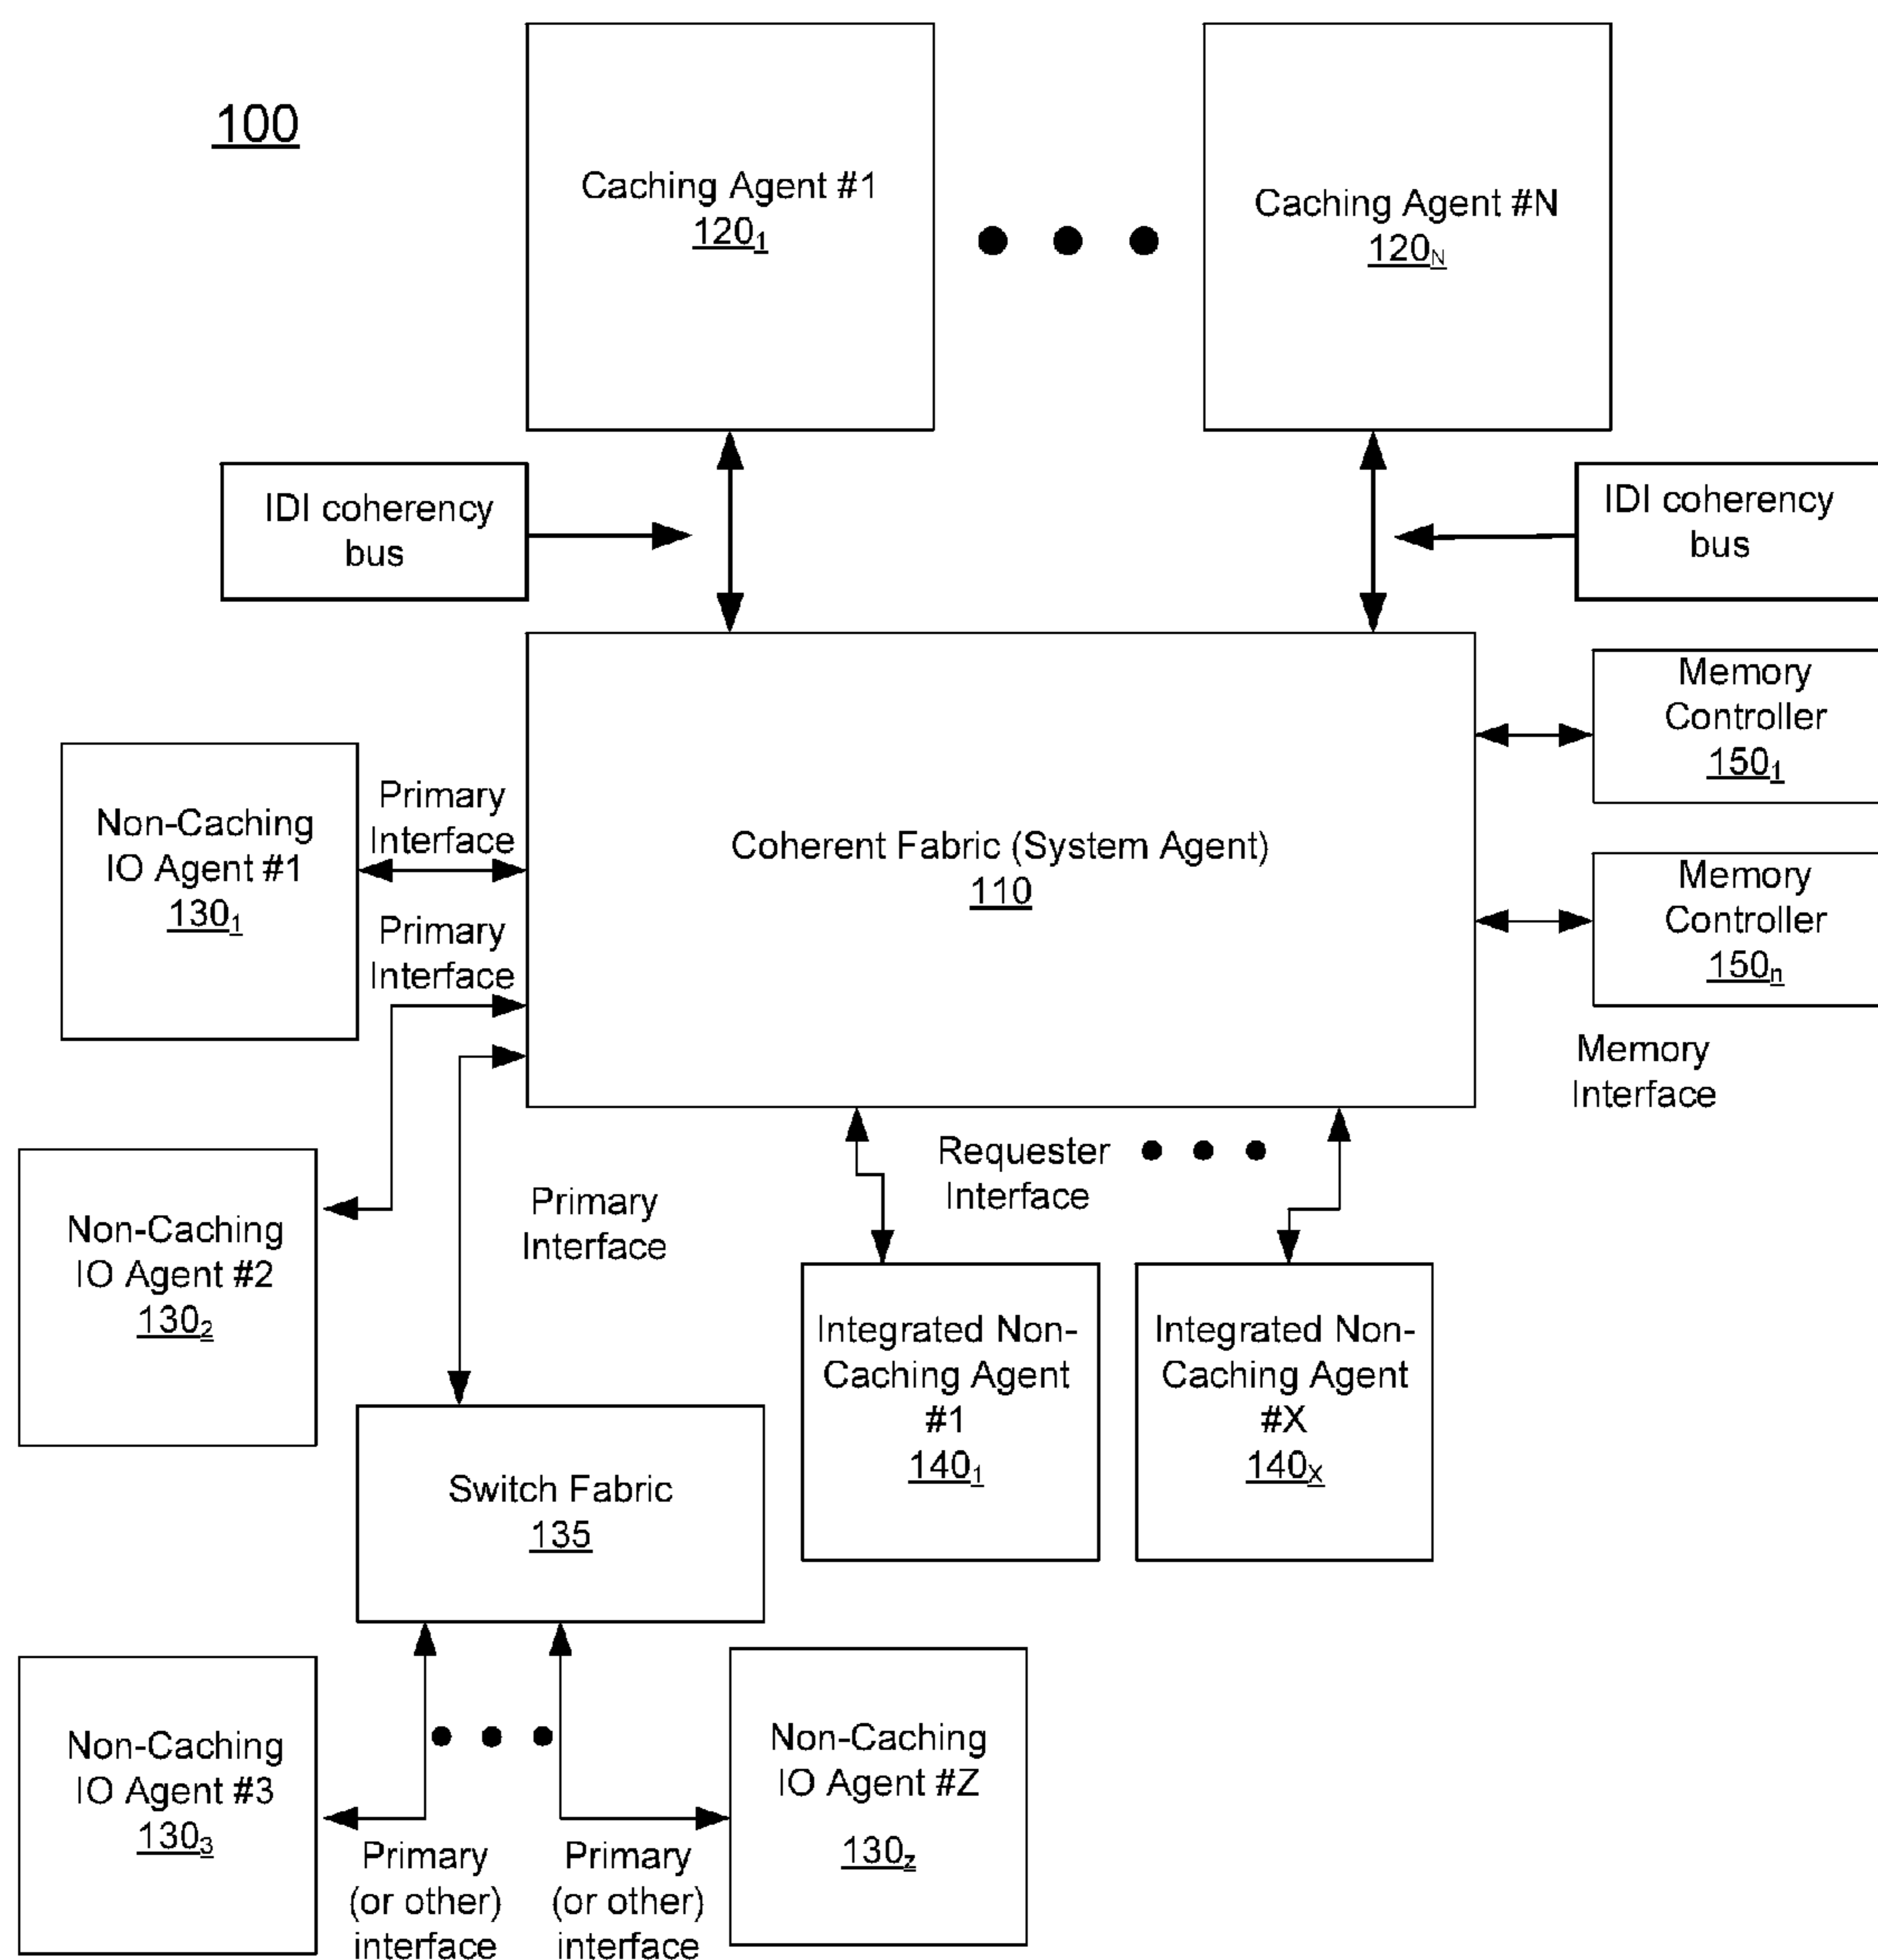 100
Caching Agent #1
120₁
Caching Agent #N
120N
IDI coherency
bus
IDI coherency
bus
Memory
Controller
150₁
Non-Caching
IO Agent #1
130₁
Primary
Interface
Primary
Interface
Coherent Fabric (System Agent)
110
Memory
Controller
150n
Memory
Interface
Requester
Interface
Non-Caching
IO Agent #2
130₂
Primary
Interface
Integrated Non-
Caching Agent
#1
140₁
Integrated Non-
Caching Agent
#X
140X
Switch Fabric
135
Non-Caching
IO Agent #3
130₃
Non-Caching
IO Agent #Z
130z
Primary
(or other)
interface
Primary
(or other)
interface